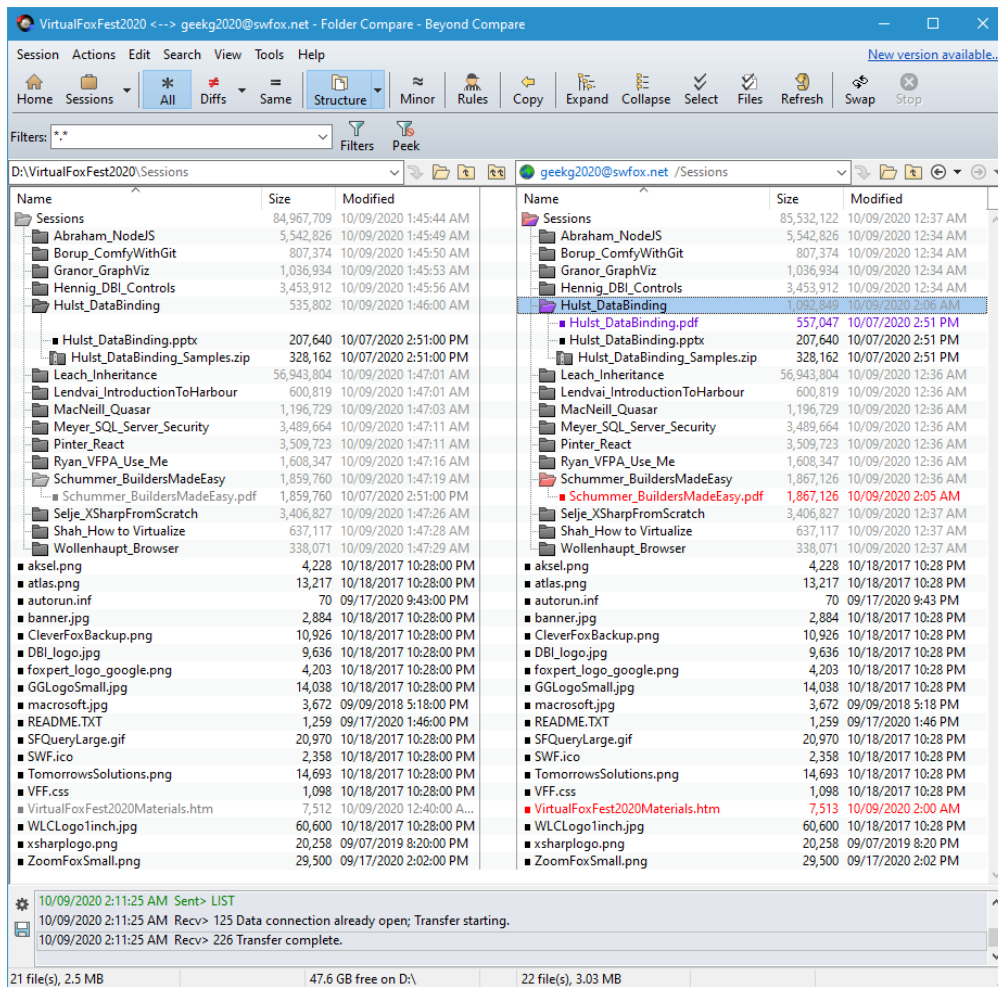 VirtualFoxFest2020 <--> geekg2020@swfox.net - Folder Compare - Beyond Compare
Session Actions Edit Search View Tools Help New version available...
Home Sessions All Diffs Same Structure Minor Rules Copy Expand Collapse Select Files Refresh Swap Stop
Filters: *.* Filters Peek
D:\VirtualFoxFest2020\Sessions geekg2020@swfox.net /Sessions
Name Size Modified Name Size Modified
Sessions 84,967,709 10/09/2020 1:45:44 AM Sessions 85,532,122 10/09/2020 12:37 AM
Abraham_NodeJS 5,542,826 10/09/2020 1:45:49 AM Abraham_NodeJS 5,542,826 10/09/2020 12:34 AM
Borup_ComfyWithGit 807,374 10/09/2020 1:45:50 AM Borup_ComfyWithGit 807,374 10/09/2020 12:34 AM
Granor_GraphViz 1,036,934 10/09/2020 1:45:53 AM Granor_GraphViz 1,036,934 10/09/2020 12:34 AM
Hennig_DBI_Controls 3,453,912 10/09/2020 1:45:56 AM Hennig_DBI_Controls 3,453,912 10/09/2020 12:34 AM
Hulst_DataBinding 535,802 10/09/2020 1:46:00 AM Hulst_DataBinding 1,092,849 10/09/2020 2:06 AM
Hulst_DataBinding.pdf 557,047 10/07/2020 2:51 PM
Hulst_DataBinding.pptx 207,640 10/07/2020 2:51:00 PM Hulst_DataBinding.pptx 207,640 10/07/2020 2:51 PM
Hulst_DataBinding_Samples.zip 328,162 10/07/2020 2:51:00 PM Hulst_DataBinding_Samples.zip 328,162 10/07/2020 2:51 PM
Leach_Inheritance 56,943,804 10/09/2020 1:47:01 AM Leach_Inheritance 56,943,804 10/09/2020 12:36 AM
Lendvai_IntroductionToHarbour 600,819 10/09/2020 1:47:01 AM Lendvai_IntroductionToHarbour 600,819 10/09/2020 12:36 AM
MacNeill_Quasar 1,196,729 10/09/2020 1:47:03 AM MacNeill_Quasar 1,196,729 10/09/2020 12:36 AM
Meyer_SQL_Server_Security 3,489,664 10/09/2020 1:47:11 AM Meyer_SQL_Server_Security 3,489,664 10/09/2020 12:36 AM
Pinter_React 3,509,723 10/09/2020 1:47:11 AM Pinter_React 3,509,723 10/09/2020 12:36 AM
Ryan_VFPA_Use_Me 1,608,347 10/09/2020 1:47:16 AM Ryan_VFPA_Use_Me 1,608,347 10/09/2020 12:36 AM
Schummer_BuildersMadeEasy 1,859,760 10/09/2020 1:47:19 AM Schummer_BuildersMadeEasy 1,867,126 10/09/2020 12:36 AM
Schummer_BuildersMadeEasy.pdf 1,859,760 10/07/2020 2:51:00 PM Schummer_BuildersMadeEasy.pdf 1,867,126 10/09/2020 2:05 AM
Selje_XSharpFromScratch 3,406,827 10/09/2020 1:47:26 AM Selje_XSharpFromScratch 3,406,827 10/09/2020 12:37 AM
Shah_How to Virtualize 637,117 10/09/2020 1:47:28 AM Shah_How to Virtualize 637,117 10/09/2020 12:37 AM
Wollenhaupt_Browser 338,071 10/09/2020 1:47:29 AM Wollenhaupt_Browser 338,071 10/09/2020 12:37 AM
aksel.png 4,228 10/18/2017 10:28:00 PM aksel.png 4,228 10/18/2017 10:28 PM
atlas.png 13,217 10/18/2017 10:28:00 PM atlas.png 13,217 10/18/2017 10:28 PM
autorun.inf 70 09/17/2020 9:43:00 PM autorun.inf 70 09/17/2020 9:43 PM
banner.jpg 2,884 10/18/2017 10:28:00 PM banner.jpg 2,884 10/18/2017 10:28 PM
CleverFoxBackup.png 10,926 10/18/2017 10:28:00 PM CleverFoxBackup.png 10,926 10/18/2017 10:28 PM
DBI_logo.jpg 9,636 10/18/2017 10:28:00 PM DBI_logo.jpg 9,636 10/18/2017 10:28 PM
foxpert_logo_google.png 4,203 10/18/2017 10:28:00 PM foxpert_logo_google.png 4,203 10/18/2017 10:28 PM
GGLogoSmall.jpg 14,038 10/18/2017 10:28:00 PM GGLogoSmall.jpg 14,038 10/18/2017 10:28 PM
macrosoft.jpg 3,672 09/09/2018 5:18:00 PM macrosoft.jpg 3,672 09/09/2018 5:18 PM
README.TXT 1,259 09/17/2020 1:46:00 PM README.TXT 1,259 09/17/2020 1:46 PM
SFQueryLarge.gif 20,970 10/18/2017 10:28:00 PM SFQueryLarge.gif 20,970 10/18/2017 10:28 PM
SWF.ico 2,358 10/18/2017 10:28:00 PM SWF.ico 2,358 10/18/2017 10:28 PM
TomorrowsSolutions.png 14,693 10/18/2017 10:28:00 PM TomorrowsSolutions.png 14,693 10/18/2017 10:28 PM
VFF.css 1,098 10/18/2017 10:28:00 PM VFF.css 1,098 10/18/2017 10:28 PM
VirtualFoxFest2020Materials.htm 7,512 10/09/2020 12:40:00 A... VirtualFoxFest2020Materials.htm 7,513 10/09/2020 2:00 AM
WLCLogo1inch.jpg 60,600 10/18/2017 10:28:00 PM WLCLogo1inch.jpg 60,600 10/18/2017 10:28 PM
xsharplogo.png 20,258 09/07/2019 8:20:00 PM xsharplogo.png 20,258 09/07/2019 8:20 PM
ZoomFoxSmall.png 29,500 09/17/2020 2:02:00 PM ZoomFoxSmall.png 29,500 09/17/2020 2:02 PM
10/09/2020 2:11:25 AM Sent> LIST
10/09/2020 2:11:25 AM Recv> 125 Data connection already open; Transfer starting.
10/09/2020 2:11:25 AM Recv> 226 Transfer complete.
21 file(s), 2.5 MB 47.6 GB free on D:\ 22 file(s), 3.03 MB